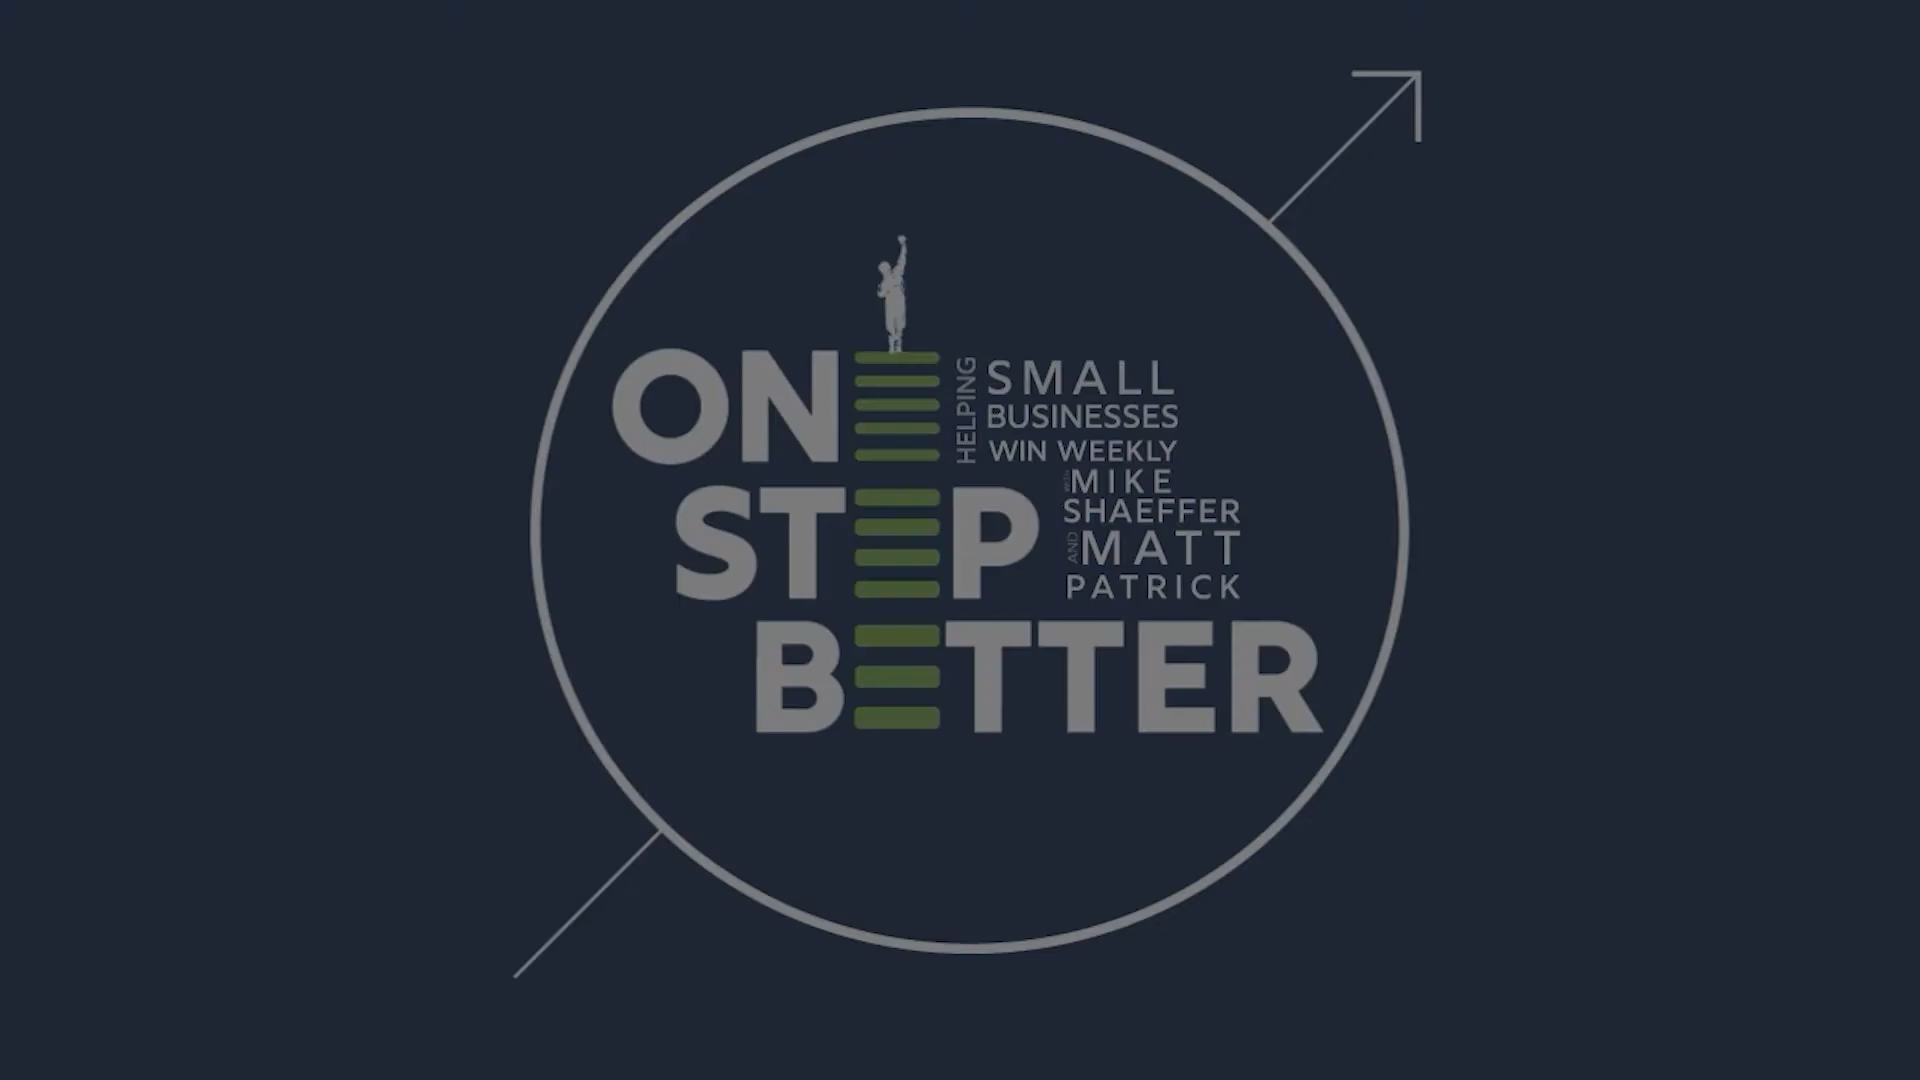 ONE
STEP
BETTER
HELPING
SMALL
BUSINESSES
WIN WEEKLY
MIKE
SHAEFFER
AND MATT
PATRICK